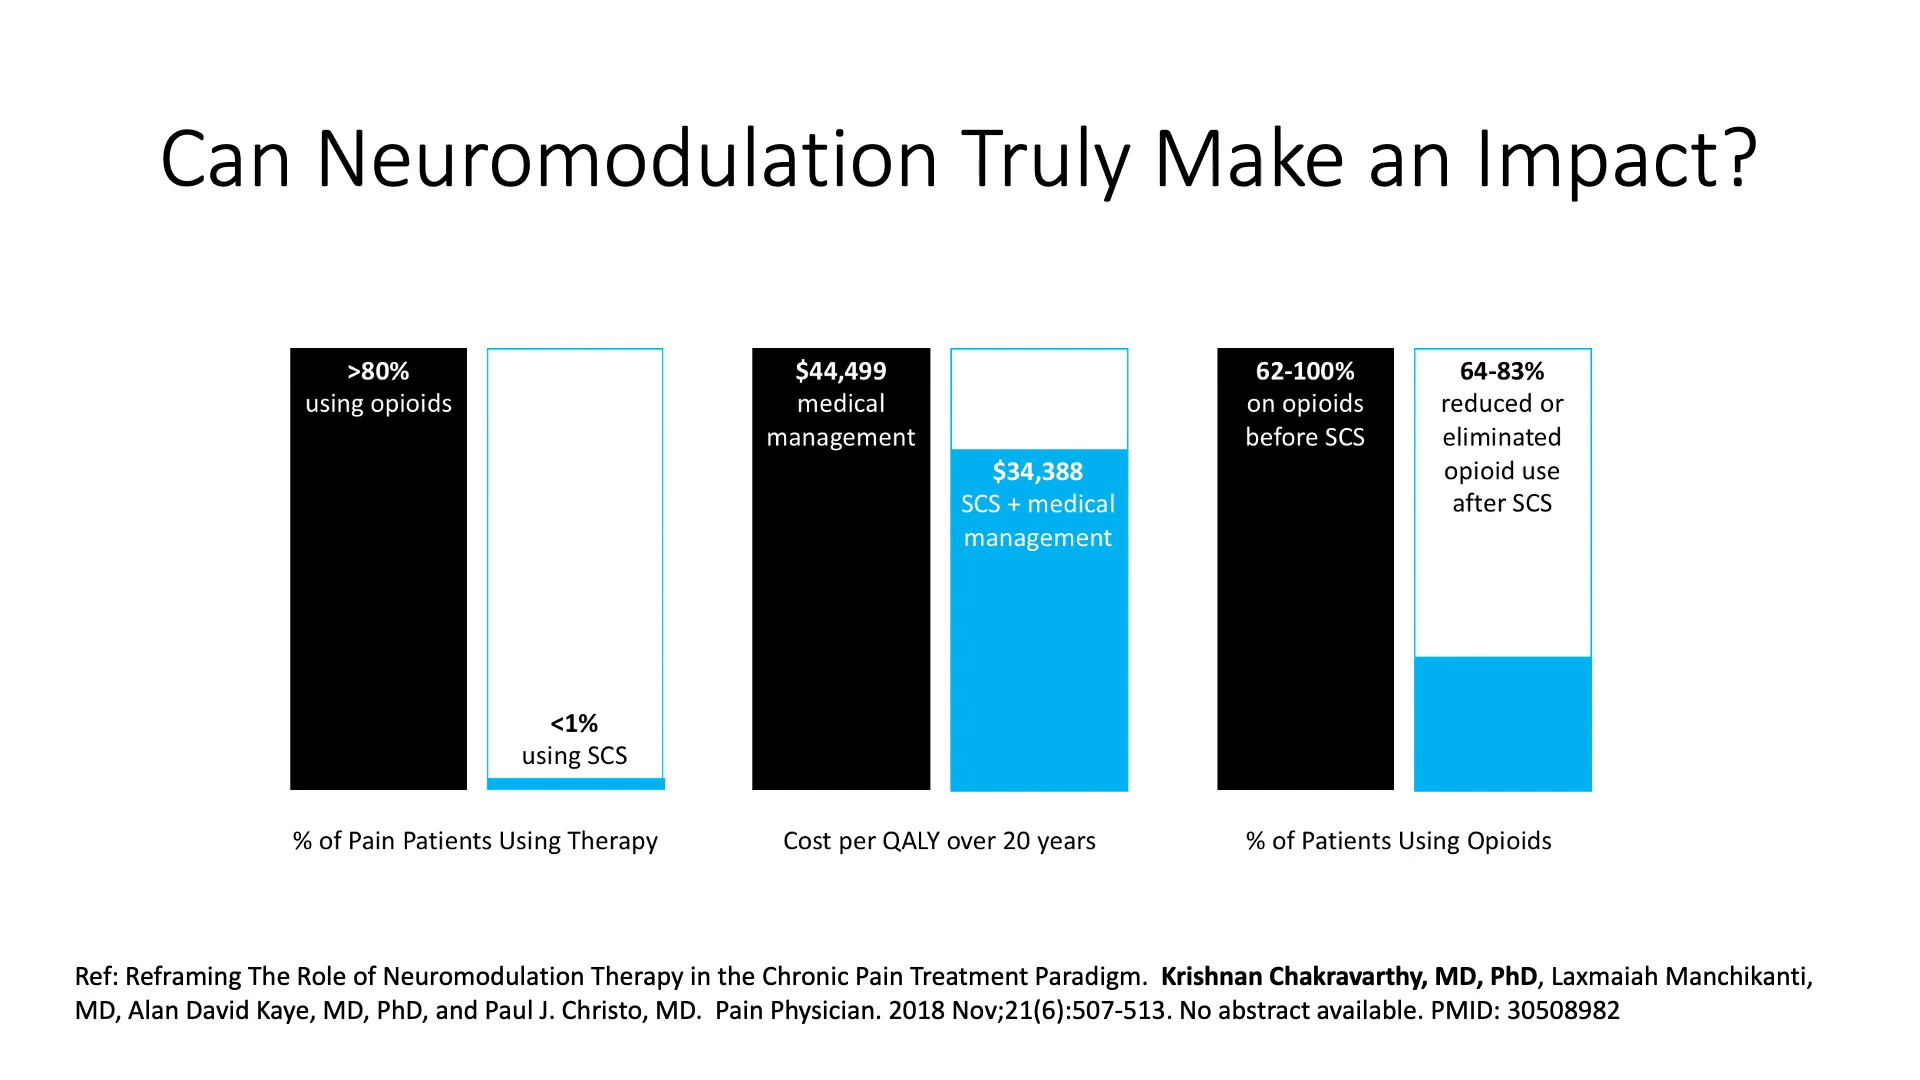 Can Neuromodulation Truly Make an Impact?
>80%
using opioids
<1%
using SCS
% of Pain Patients Using Therapy
$44,499
medical
management
$34,388
SCS + medical
management
Cost per QALY over 20 years
62-100%
on opioids
before SCS
64-83%
reduced or
eliminated
opioid use
after SCS
% of Patients Using Opioids
Ref: Reframing The Role of Neuromodulation Therapy in the Chronic Pain Treatment Paradigm.  Krishnan Chakravarthy, MD, PhD, Laxmaiah Manchikanti,
MD, Alan David Kaye, MD, PhD, and Paul J. Christo, MD.  Pain Physician. 2018 Nov;21(6):507-513. No abstract available. PMID: 30508982